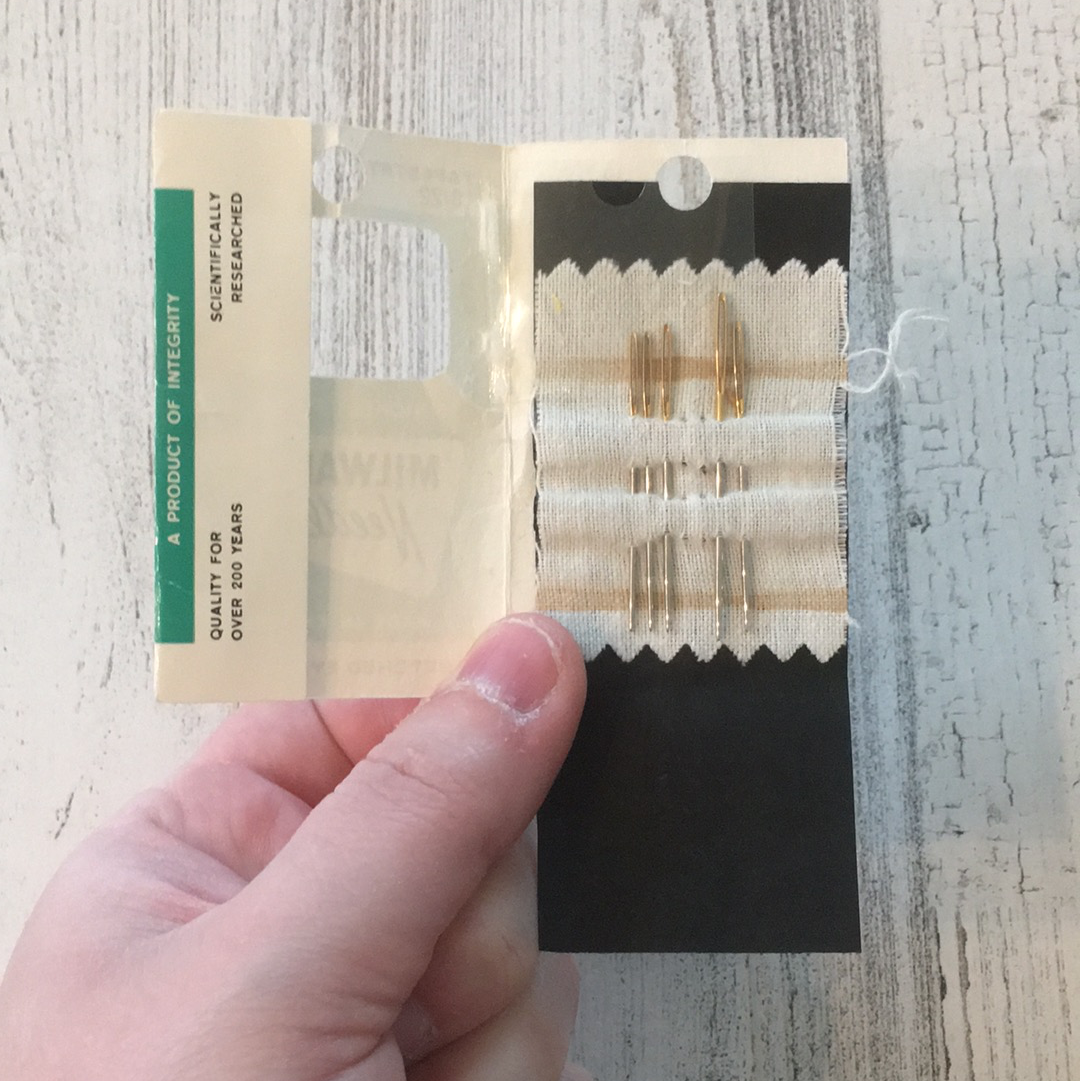 A PRODUCT OF INTEGRITY
SCIENTIFICALLY
RESEARCHED
QUALITY FOR
OVER 200 YEARS